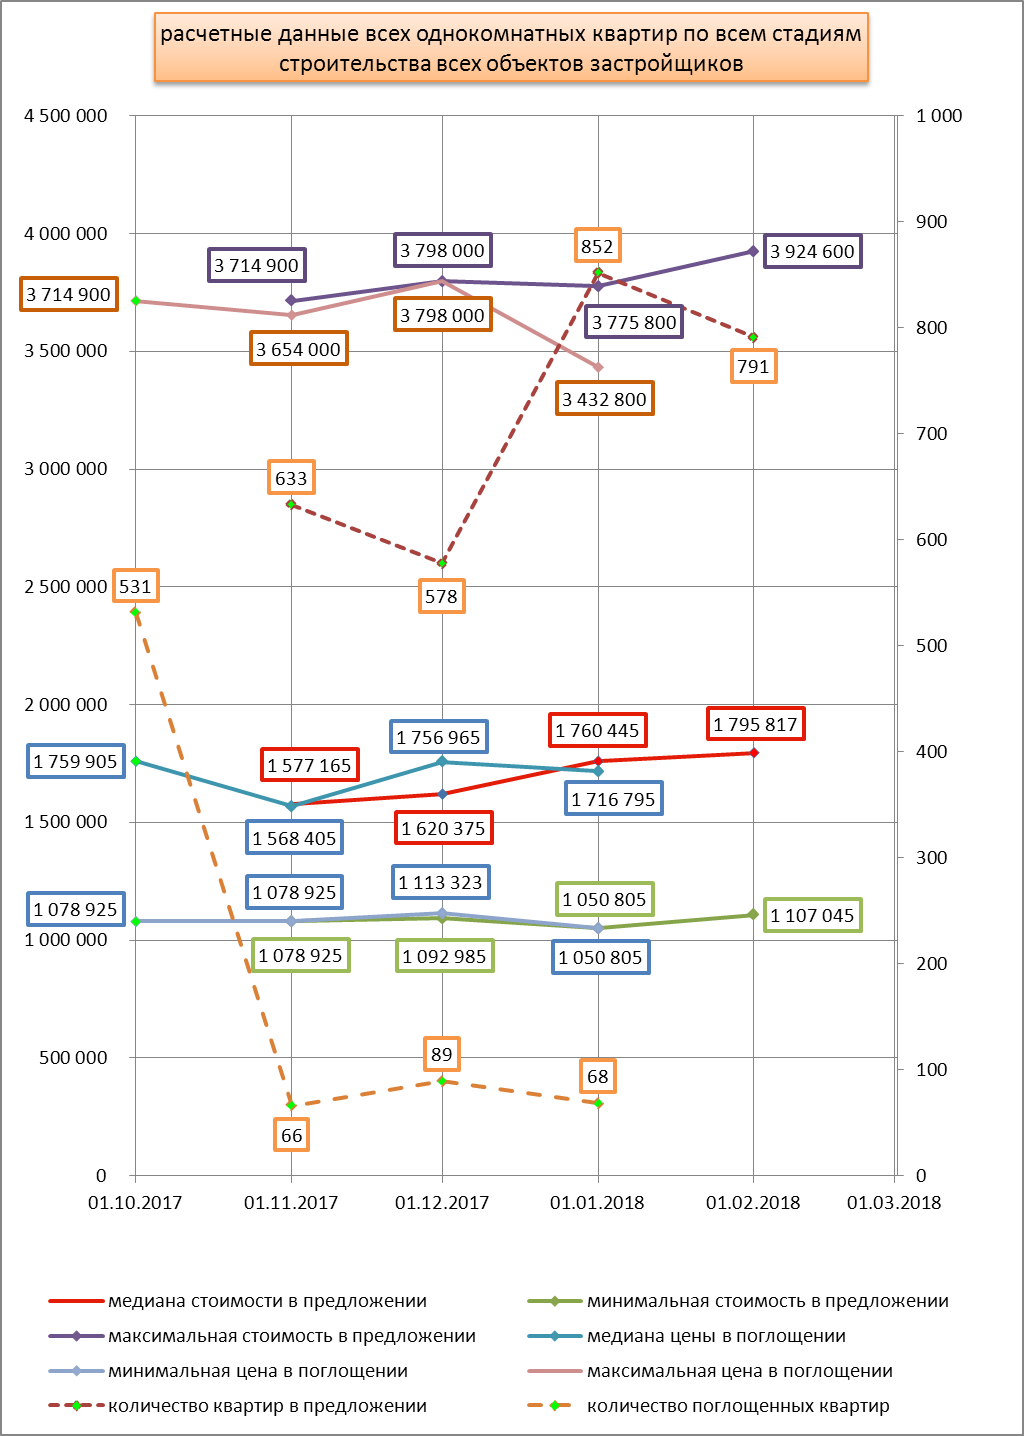 расчетные данные всех однокомнатных квартир по всем стадиям
строительства всех объектов застройщиков
4 500 000
1 000
4 000 000
900
3 714 900
3 798 000
852
3 924 600
3 714 900
3 798 000
3 775 800
800
3 654 000
3 500 000
791
3 432 800
700
3 000 000
633
600
2 500 000
531
578
500
2 000 000
1 795 817
1 760 445
1 756 965
400
1 759 905
1 577 165
1 716 795
1 500 000
1 620 375
1 568 405
300
1 113 323
1 078 925
1 050 805
1 078 925
1 107 045
1 000 000
1 078 925
1 092 985
1 050 805
200
500 000
89
68
100
66
0
0
01.10.2017
01.11.2017
01.12.2017
01.01.2018
01.02.2018
01.03.2018
медиана стоимости в предложении
минимальная стоимость в предложении
максимальная стоимость в предложении
медиана цены в поглощении
минимальная цена в поглощении
максимальная цена в поглощении
количество квартир в предложении
количество поглощенных квартир